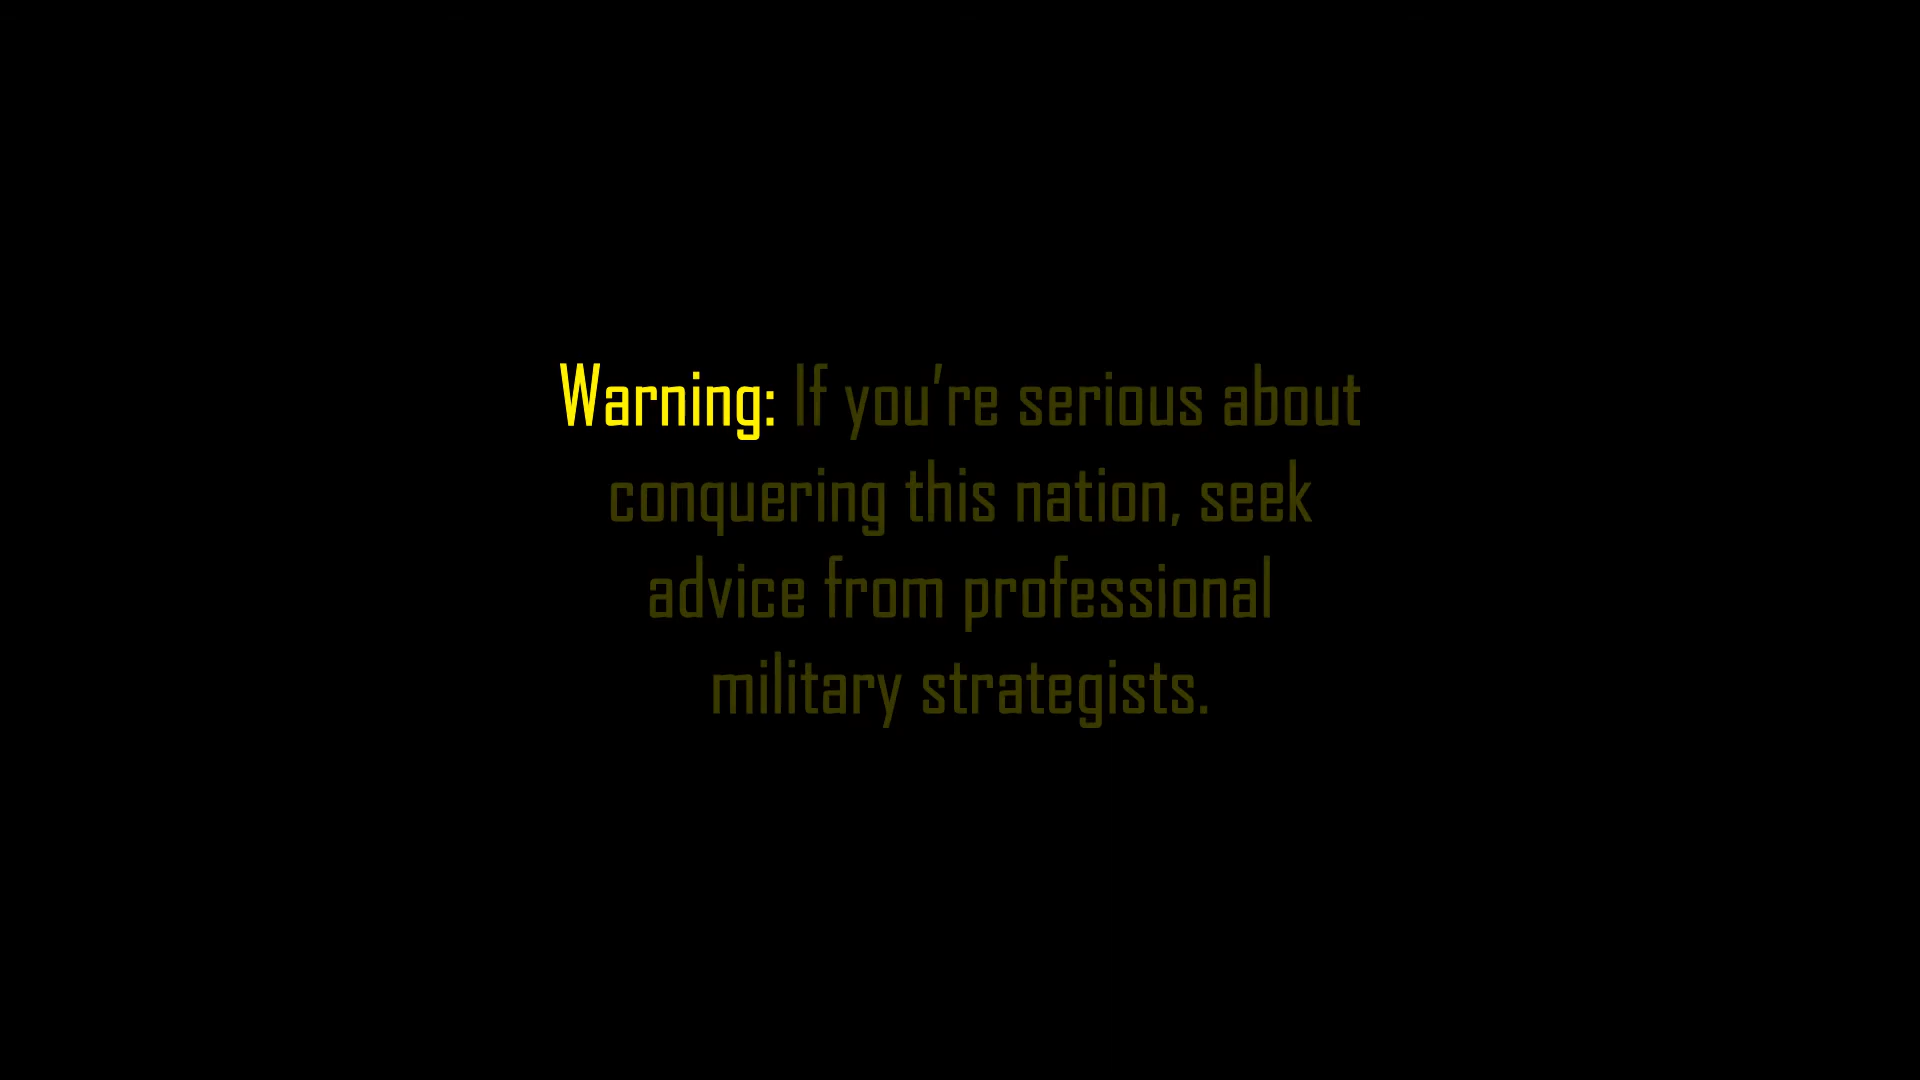 Warning: If you’re serious about
conquering this nation, seek
advice from professional
military strategists.